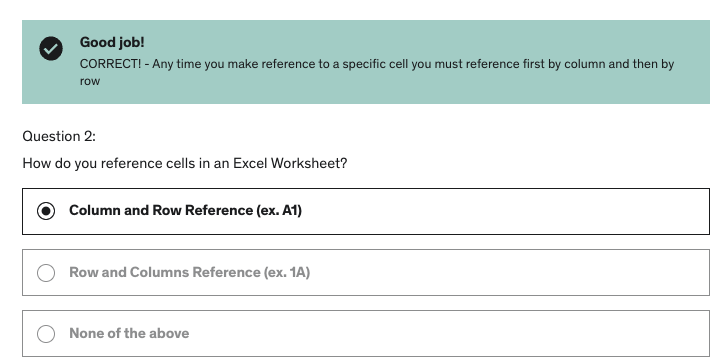 Good job!
CORRECT! - Any time you make reference to a specific cell you must reference first by column and then by
row
Question 2:
How do you reference cells in an Excel Worksheet?
Column and Row Reference (ex. A1)
Row and Columns Reference (ex. 1A)
None of the above